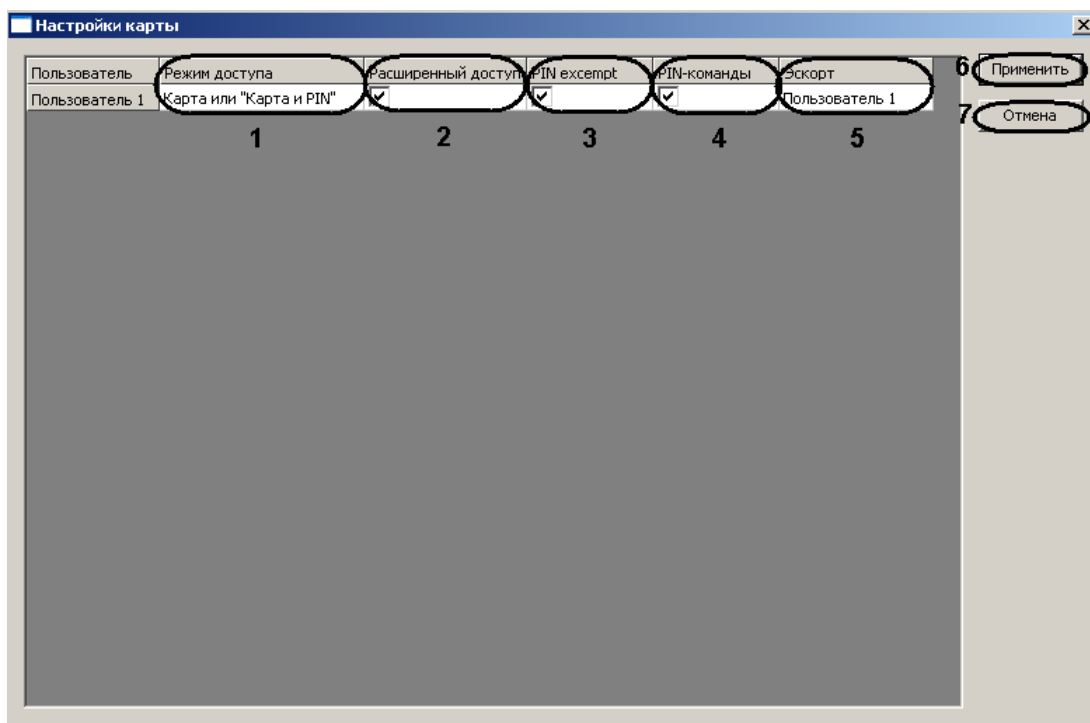 Настройки карты
Пользователь Режим доступа Расширенный доступ PIN excempt PIN-команды Эскорт 6 Применить
Пользователь 1 Карта или "Карта и PIN" Пользователь 1 7 Отмена
1 2 3 4 5